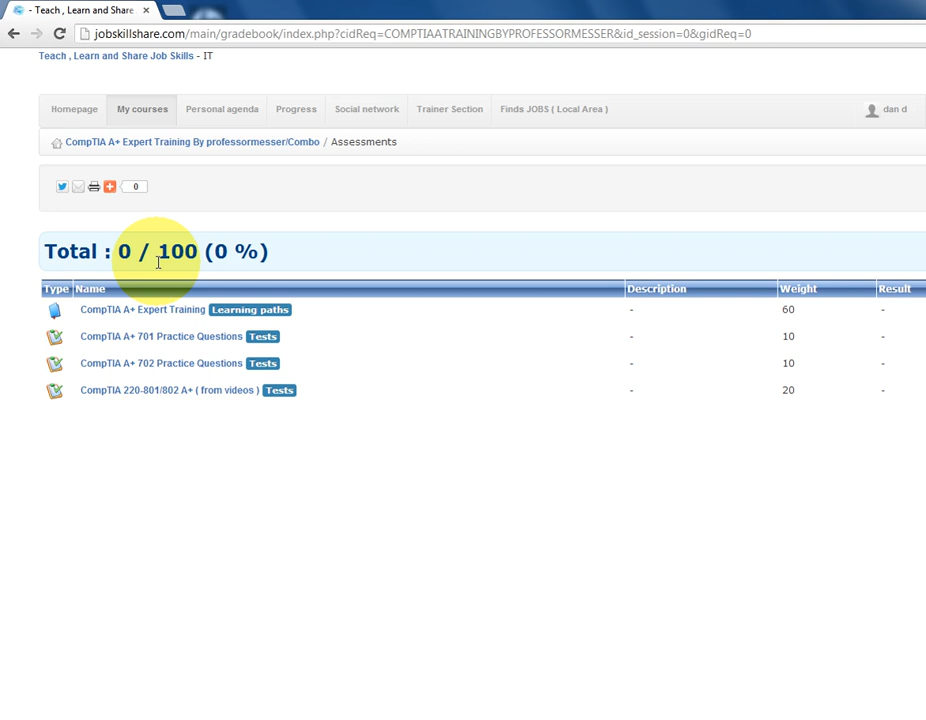 - Teach , Learn and Share
jobskillshare.com/main/gradebook/index.php?cidReq=COMPTIAATRAININGBYPROFESSORMESSER&id_session=0&gidReq=0
Teach , Learn and Share Job Skills - IT
Homepage My courses Personal agenda Progress Social network Trainer Section Finds JOBS ( Local Area ) dan d
CompTIA A+ Expert Training By professormesser/Combo / Assessments
0
Total : 0 / 100 (0 %)
Type Name Description Weight Result
CompTIA A+ Expert Training Learning paths - 60 -
CompTIA A+ 701 Practice Questions Tests - 10 -
CompTIA A+ 702 Practice Questions Tests - 10 -
CompTIA 220-801/802 A+ ( from videos ) Tests - 20 -